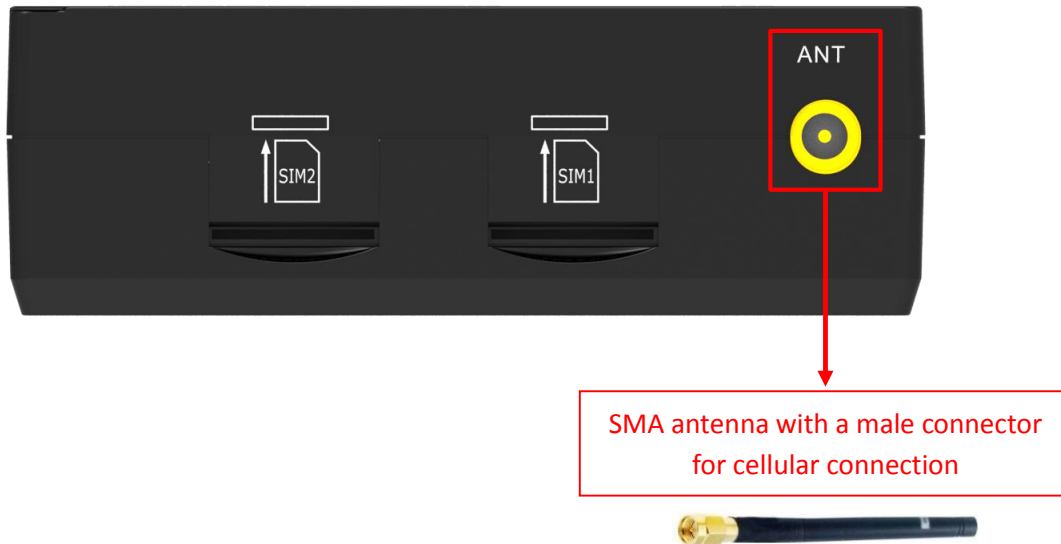 ANT
SIM2
SIM1
SMA antenna with a male connector
for cellular connection